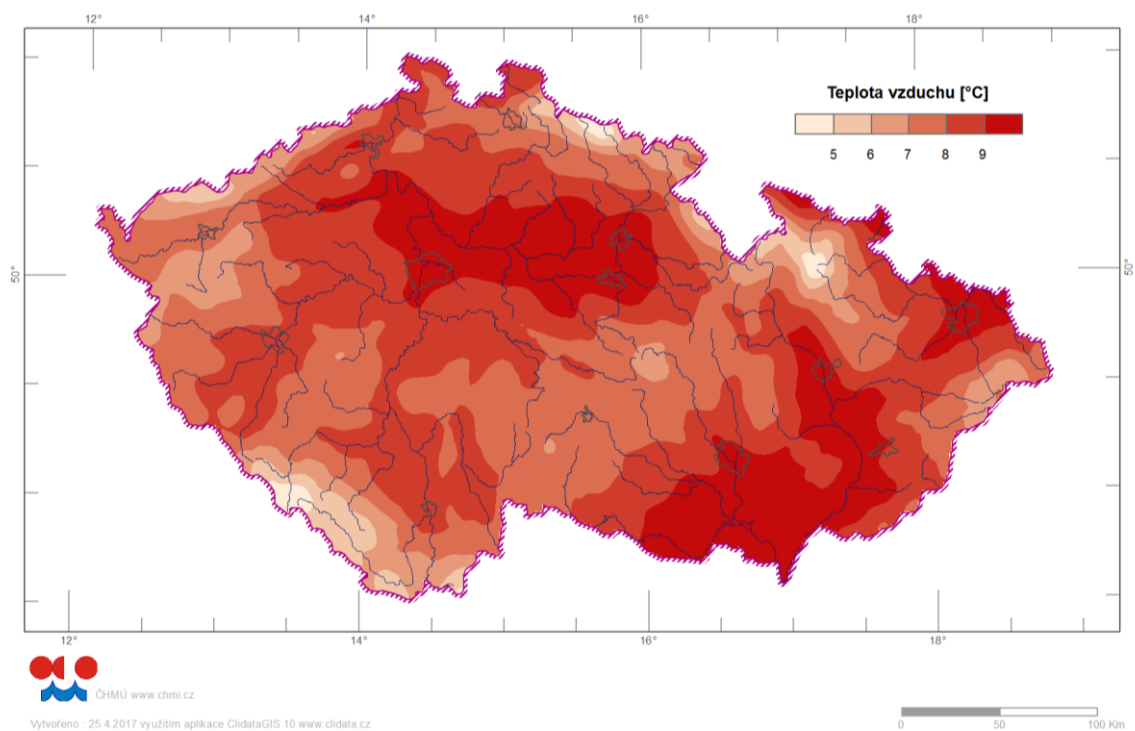 12° 14° 16° 18°
Teplota vzduchu [°C]
5 6 7 8 9
50° 50°
12° 14° 16° 18°
ČHMÚ www.chmi.cz
Vytvořeno : 25.4.2017 využitím aplikace ClidataGIS 10 www.clidata.cz
0 50 100 Km